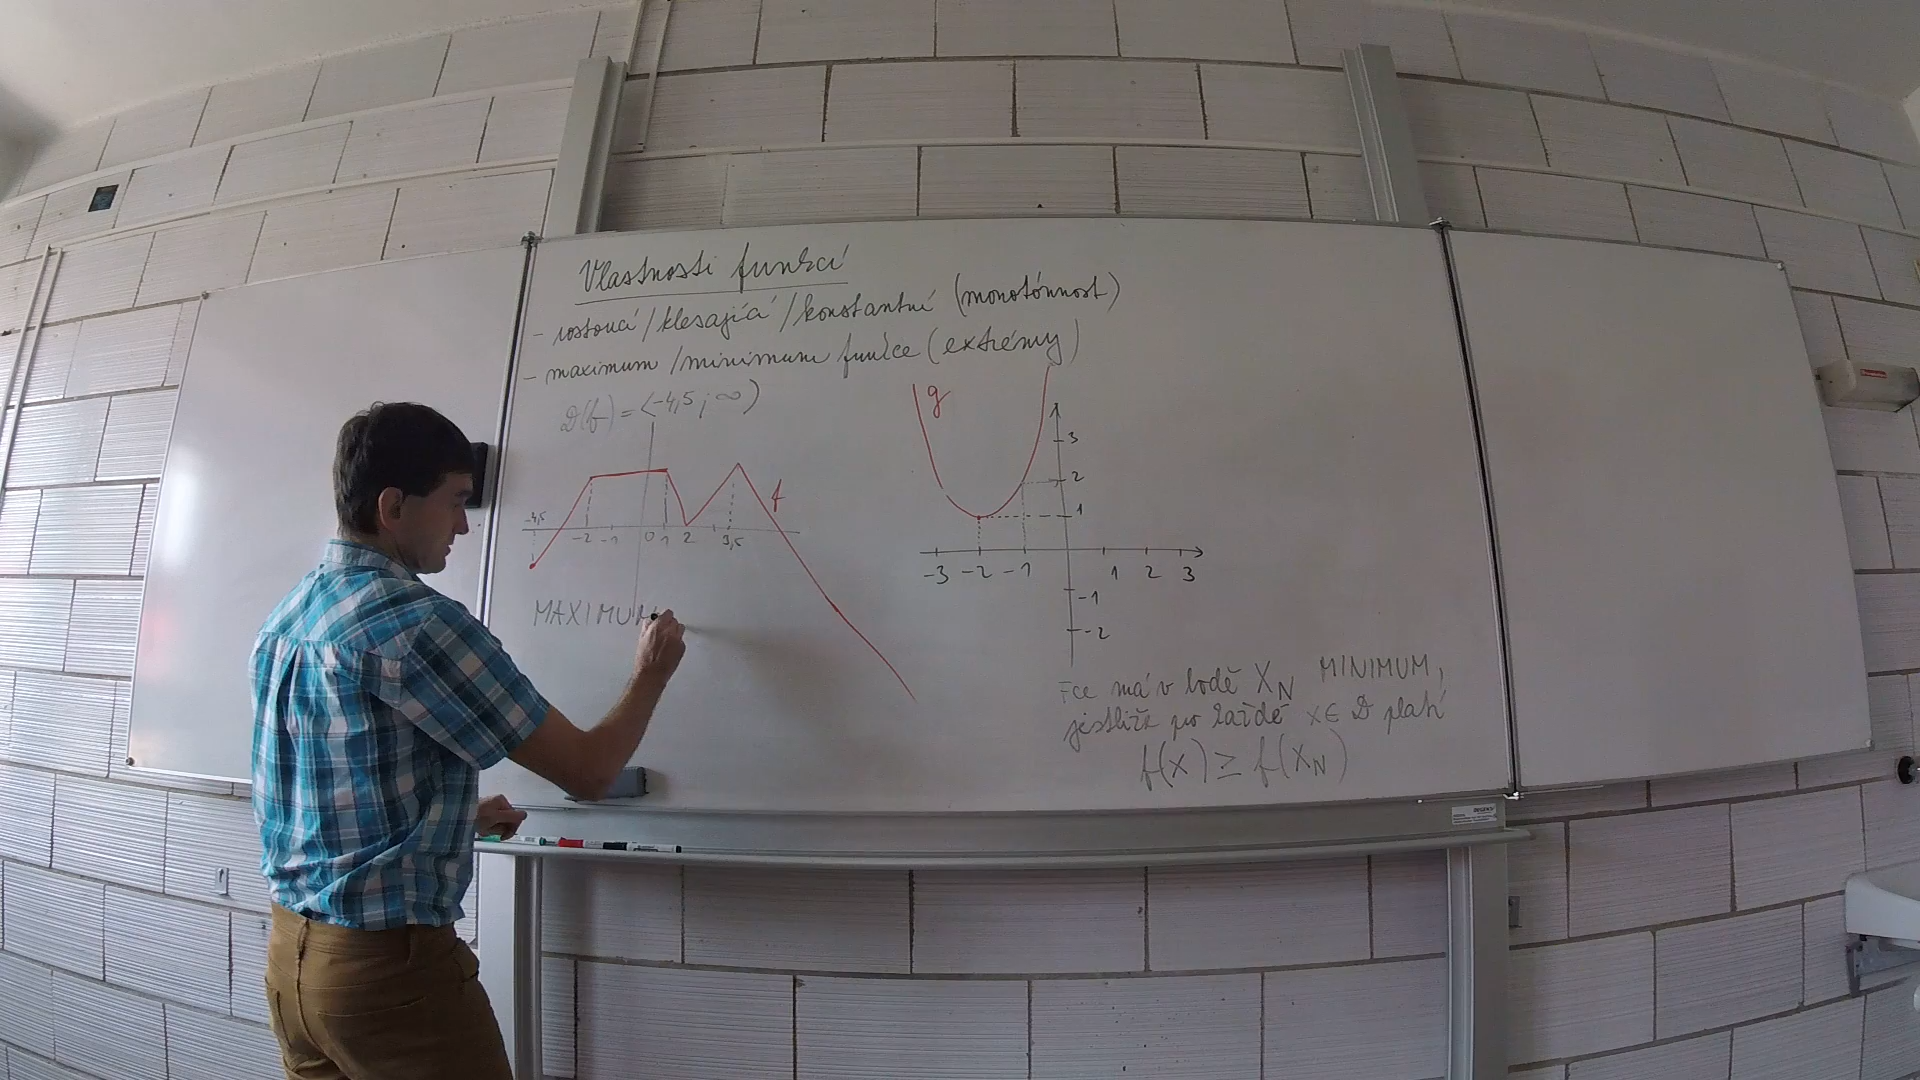 Vlastnosti funkcí
- rostoucí/klesající/konstantní (monotónnost)
- maximum/minimum funkce (extrémy)
D(f) = <-4,5 ; ∞)
f
-4,5 -2 -1 0 1 2 3,5
MAXIMUM
g
3
2
1
-3 -2 -1 1 2 3
-1
-2
Fce má v bodě XN MINIMUM,
jestliže pro každé x∈D platí
f(x) ≥ f(xN)